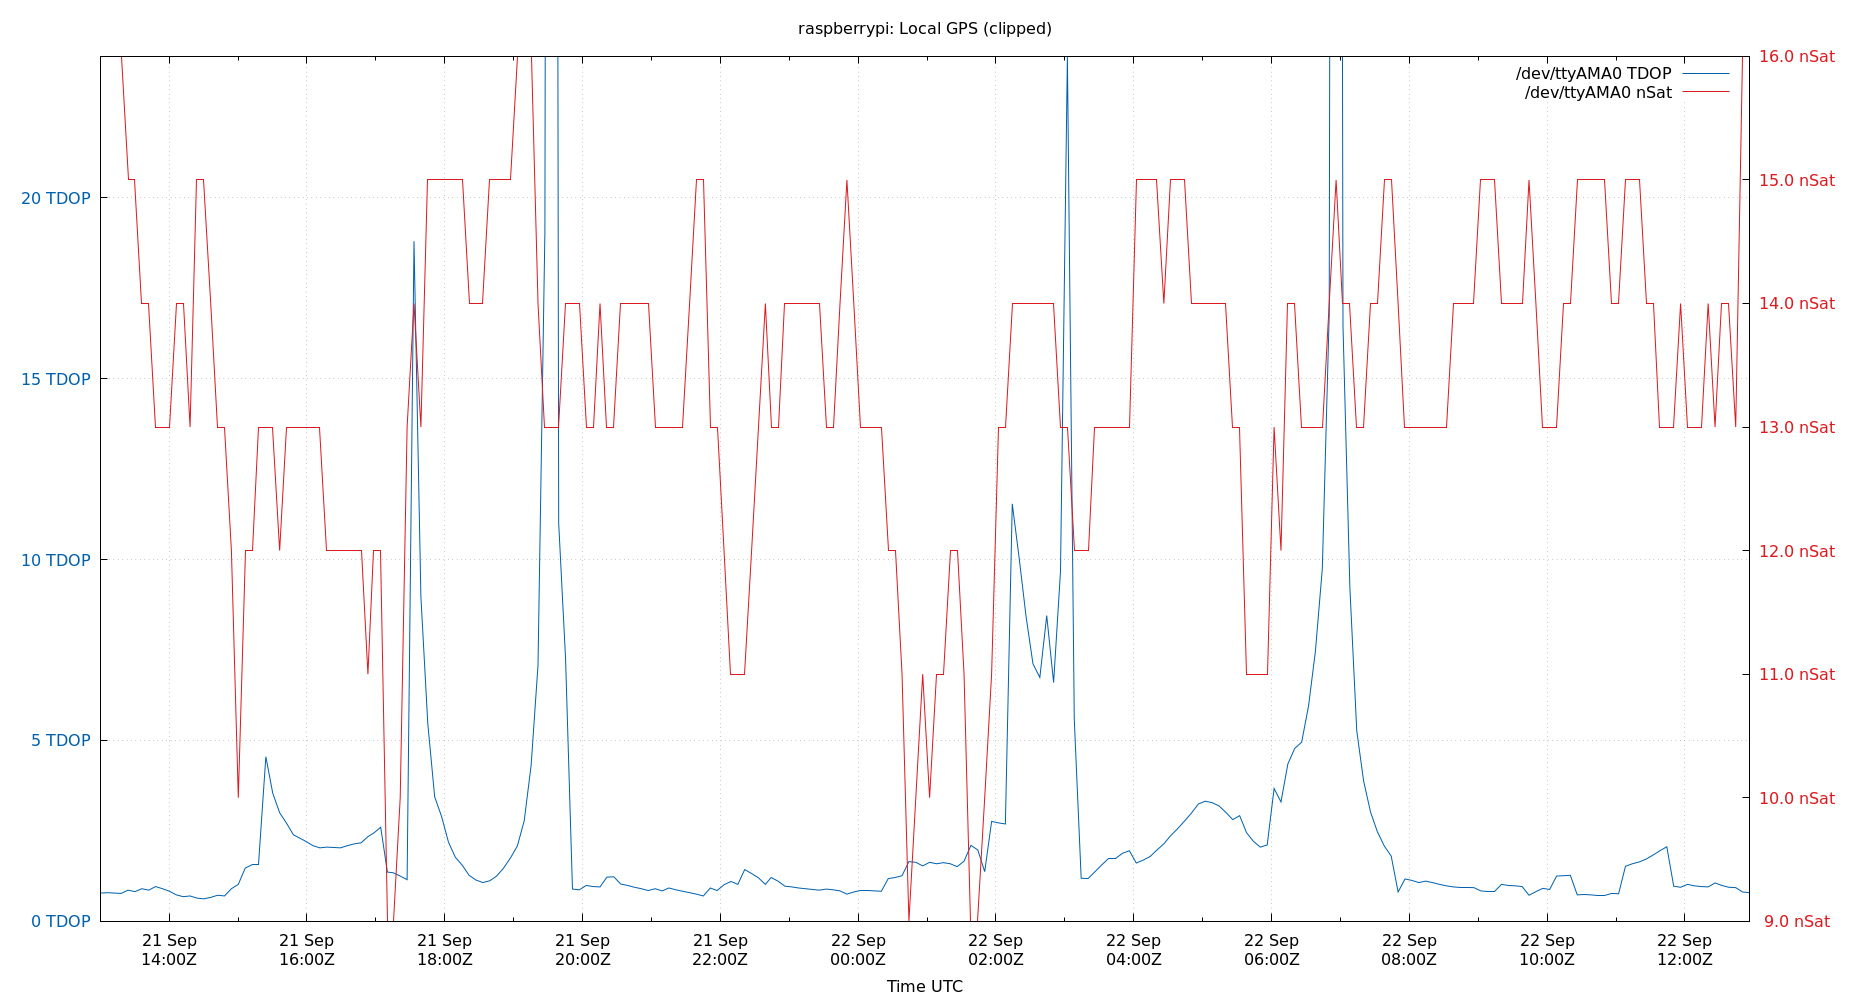 raspberrypi: Local GPS (clipped)
/dev/ttyAMA0 TDOP
/dev/ttyAMA0 nSat
20 TDOP
15 TDOP
10 TDOP
5 TDOP
0 TDOP
16.0 nSat
15.0 nSat
14.0 nSat
13.0 nSat
12.0 nSat
11.0 nSat
10.0 nSat
9.0 nSat
21 Sep 21 Sep 21 Sep 21 Sep 21 Sep 22 Sep 22 Sep 22 Sep 22 Sep 22 Sep 22 Sep 22 Sep
14:00Z 16:00Z 18:00Z 20:00Z 22:00Z 00:00Z 02:00Z 04:00Z 06:00Z 08:00Z 10:00Z 12:00Z
Time UTC